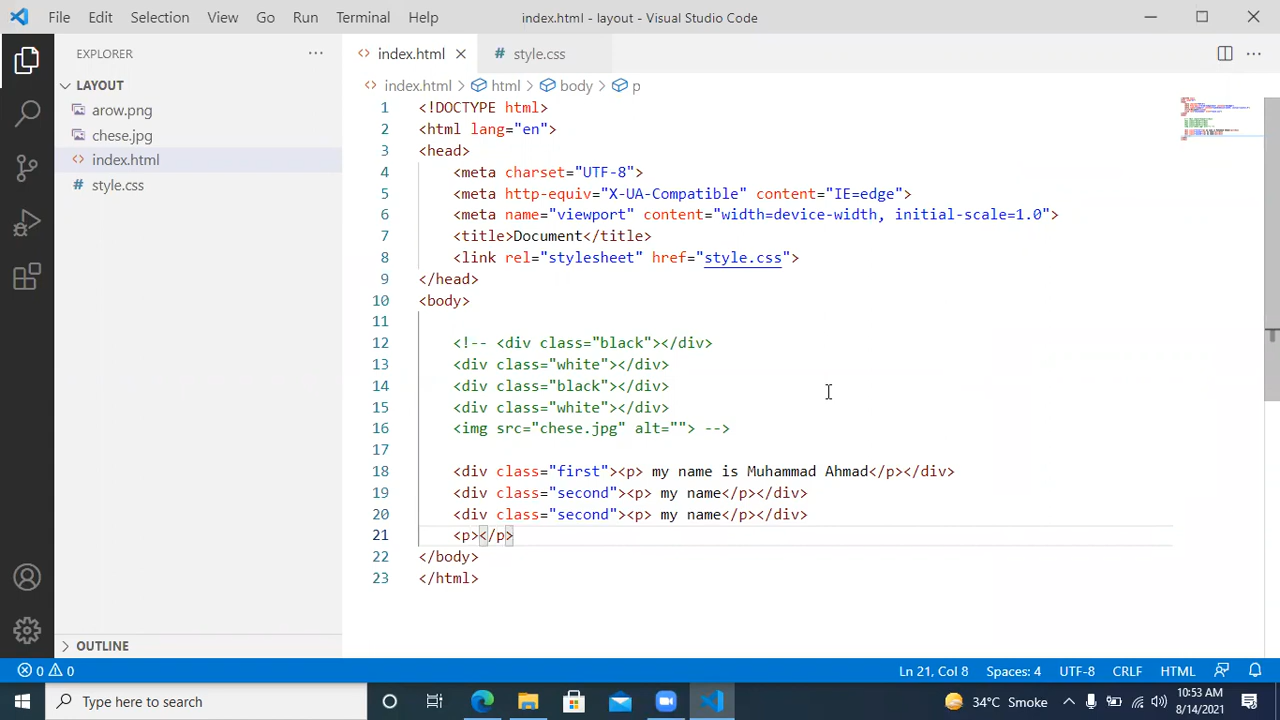 File Edit Selection View Go Run Terminal Help index.html - layout - Visual Studio Code
EXPLORER
LAYOUT
arow.png
chese.jpg
index.html
style.css
OUTLINE
index.html style.css
index.html > html > body > p
1 <!DOCTYPE html>
2 <html lang="en">
3 <head>
4 <meta charset="UTF-8">
5 <meta http-equiv="X-UA-Compatible" content="IE=edge">
6 <meta name="viewport" content="width=device-width, initial-scale=1.0">
7 <title>Document</title>
8 <link rel="stylesheet" href="style.css">
9 </head>
10 <body>
11
12 <!-- <div class="black"></div>
13 <div class="white"></div>
14 <div class="black"></div>
15 <div class="white"></div>
16 <img src="chese.jpg" alt=""> -->
17
18 <div class="first"><p> my name is Muhammad Ahmad</p></div>
19 <div class="second"><p> my name</p></div>
20 <div class="second"><p> my name</p></div>
21 <p></p>
22 </body>
23 </html>
0 0 Ln 21, Col 8 Spaces: 4 UTF-8 CRLF HTML
Type here to search 34°C Smoke 10:53 AM
8/14/2021